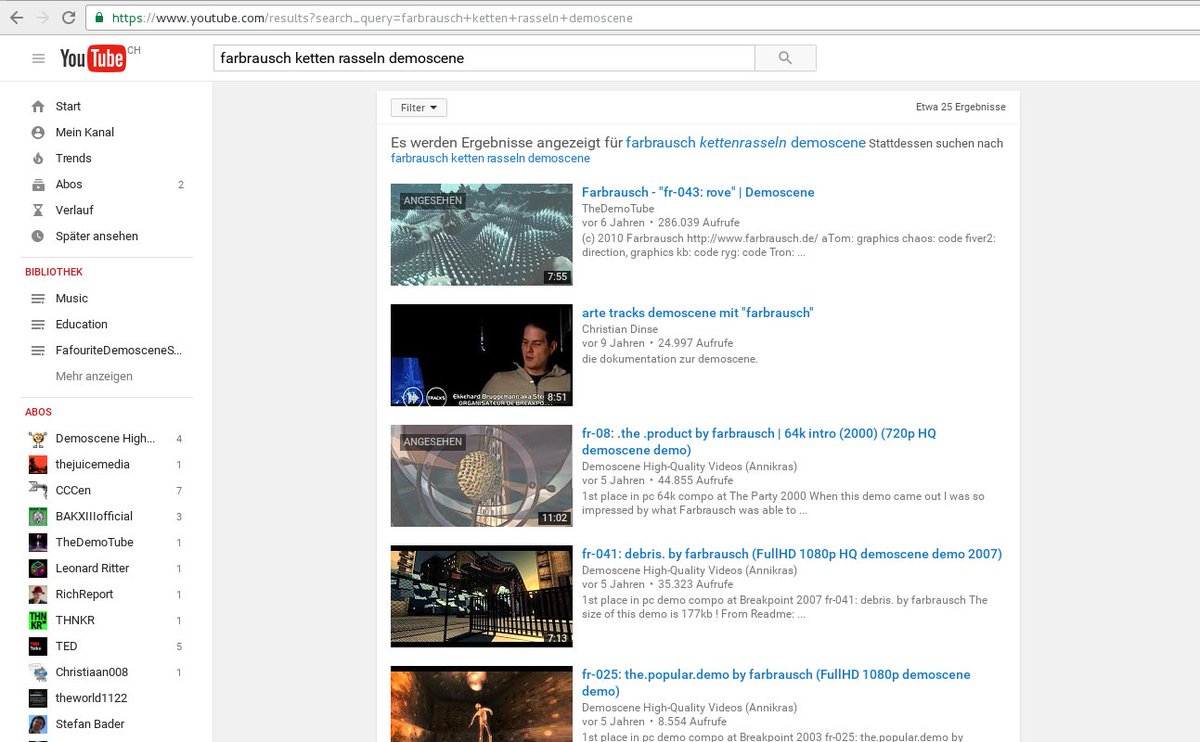 https://www.youtube.com/results?search_query=farbrausch+ketten+rasseln+demoscene
YouTube CH
farbrausch ketten rasseln demoscene
Start
Mein Kanal
Trends
Abos 2
Verlauf
Später ansehen
BIBLIOTHEK
Music
Education
FafouriteDemosceneS...
Mehr anzeigen
ABOS
Demoscene High... 4
thejuicemedia 1
CCCen 7
BAKXIIIofficial 3
TheDemoTube 1
Leonard Ritter 1
RichReport 1
THNKR 1
TED 5
Christiaan008 1
theworld1122
Stefan Bader
Filter
Etwa 25 Ergebnisse
Es werden Ergebnisse angezeigt für farbrausch kettenrasseln demoscene Stattdessen suchen nach
farbrausch ketten rasseln demoscene
ANGESEHEN
7:55
Farbrausch - "fr-043: rove" | Demoscene
TheDemoTube
vor 6 Jahren • 286.039 Aufrufe
(c) 2010 Farbrausch http://www.farbrausch.de/ aTom: graphics chaos: code fiver2:
direction, graphics kb: code ryg: code Tron: ...
TRACKS
Ekkehard Brüggemann aka Ste
ORGANISATEUR DE BREAKPO...
8:51
arte tracks demoscene mit "farbrausch"
Christian Dinse
vor 9 Jahren • 24.997 Aufrufe
die dokumentation zur demoscene.
ANGESEHEN
11:02
fr-08: .the .product by farbrausch | 64k intro (2000) (720p HQ
demoscene demo)
Demoscene High-Quality Videos (Annikras)
vor 5 Jahren • 44.855 Aufrufe
1st place in pc 64k compo at The Party 2000 When this demo came out I was so
impressed by what Farbrausch was able to ...
7:13
fr-041: debris. by farbrausch (FullHD 1080p HQ demoscene demo 2007)
Demoscene High-Quality Videos (Annikras)
vor 5 Jahren • 35.323 Aufrufe
1st place in pc demo compo at Breakpoint 2007 fr-041: debris. by farbrausch The
size of this demo is 177kb ! From Readme: ...
fr-025: the.popular.demo by farbrausch (FullHD 1080p demoscene
demo)
Demoscene High-Quality Videos (Annikras)
vor 5 Jahren • 8.554 Aufrufe
1st place in pc demo compo at Breakpoint 2003 fr-025: the.popular.demo by